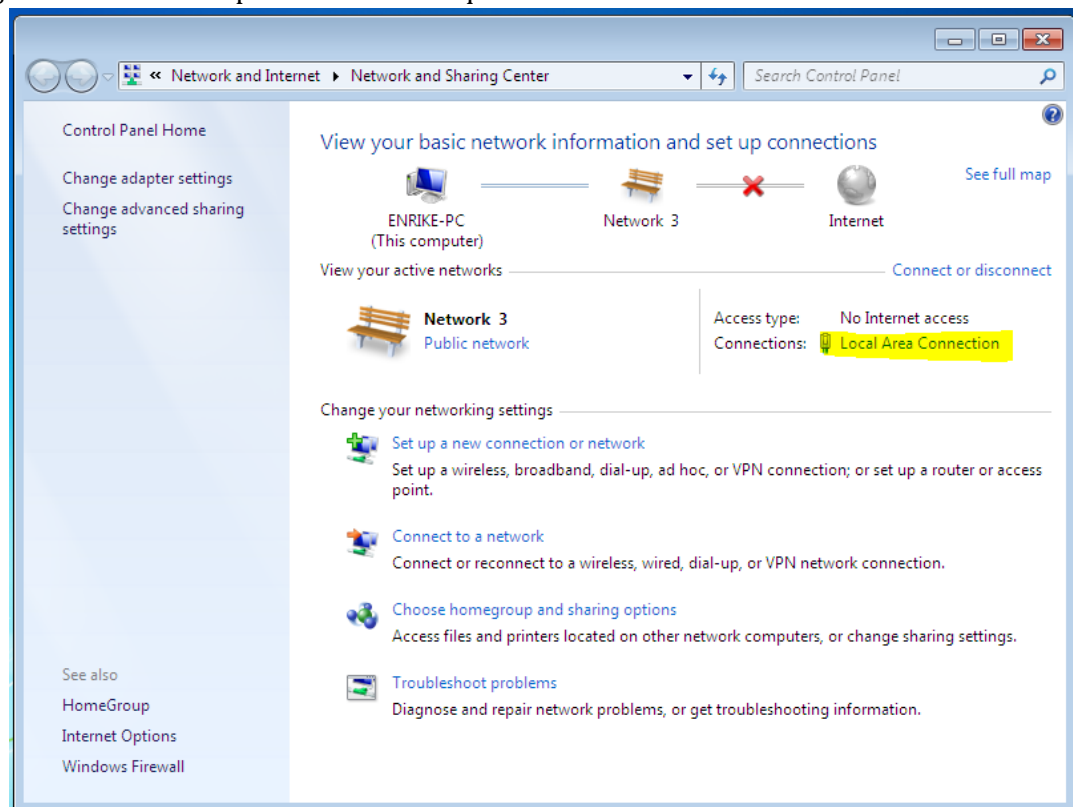 « Network and Internet ▸ Network and Sharing Center
Search Control Panel
Control Panel Home
Change adapter settings
Change advanced sharing
settings
See also
HomeGroup
Internet Options
Windows Firewall
View your basic network information and set up connections
See full map
ENRIKE-PC
(This computer)
Network 3
Internet
View your active networks
Connect or disconnect
Network 3
Public network
Access type: No Internet access
Connections: Local Area Connection
Change your networking settings
Set up a new connection or network
Set up a wireless, broadband, dial-up, ad hoc, or VPN connection; or set up a router or access
point.
Connect to a network
Connect or reconnect to a wireless, wired, dial-up, or VPN network connection.
Choose homegroup and sharing options
Access files and printers located on other network computers, or change sharing settings.
Troubleshoot problems
Diagnose and repair network problems, or get troubleshooting information.